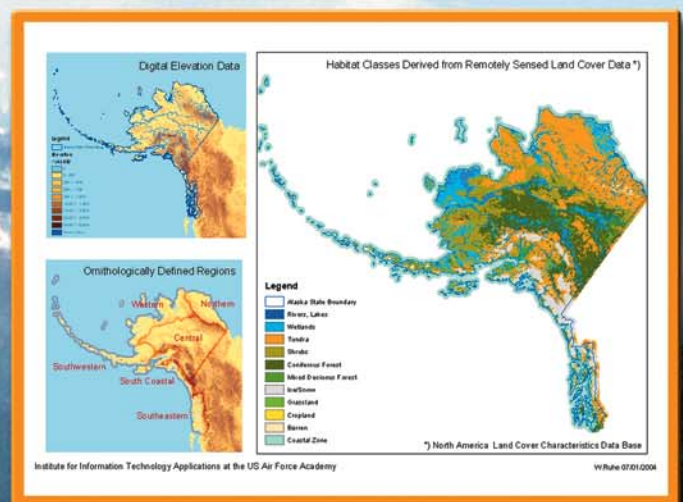 Digital Elevation Data
Legend
Ornithologically Defined Regions
Western
Northern
Central
Southwestern
South Coastal
Southeastern
Habitat Classes Derived from Remotely Sensed Land Cover Data *)
Legend
Alaska State Boundary
Rivers, Lakes
Wetlands
Tundra
Shrubs
Coniferous Forest
Mixed Decisious Forest
Ice/Snow
Grassland
Cropland
Barren
Coastal Zone
*) North America Land Cover Characteristics Data Base
Institute for Information Technology Applications at the US Air Force Academy
W.Ruhe 07/01/2004